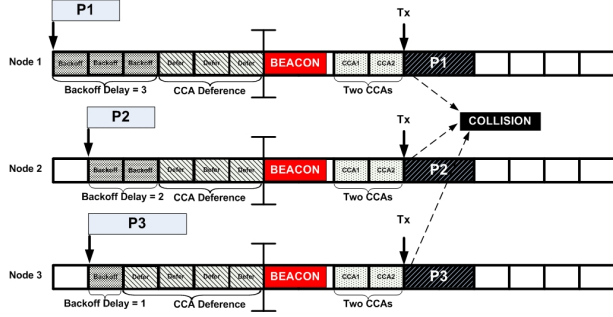 P1
Tx
Node 1
Backoff Backoff Backoff Defer Defer Defer BEACON CCA1 CCA2 P1
Backoff Delay = 3 CCA Deference Two CCAs
P2
Tx
COLLISION
Node 2
Backoff Backoff Defer Defer Defer BEACON CCA1 CCA2 P2
Backoff Delay = 2 CCA Deference Two CCAs
P3
Tx
Node 3
Backoff Defer Defer Defer Defer BEACON CCA1 CCA2 P3
Backoff Delay = 1 CCA Deference Two CCAs